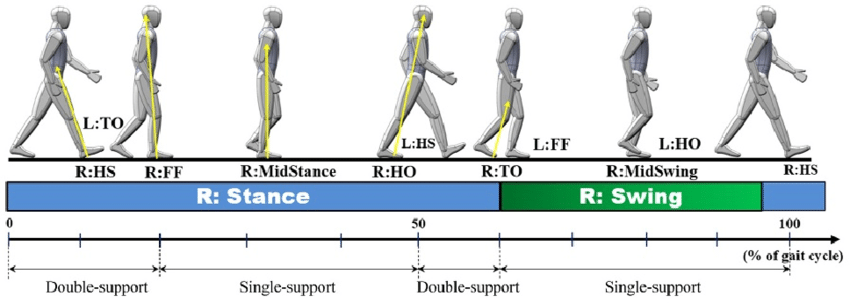 L:TO
L:HS
L:FF
L:HO
R:HS
R:FF
R:MidStance
R:HO
R:TO
R:MidSwing
R:HS
R: Stance
R: Swing
0
50
100
(% of gait cycle)
Double-support
Single-support
Double-support
Single-support